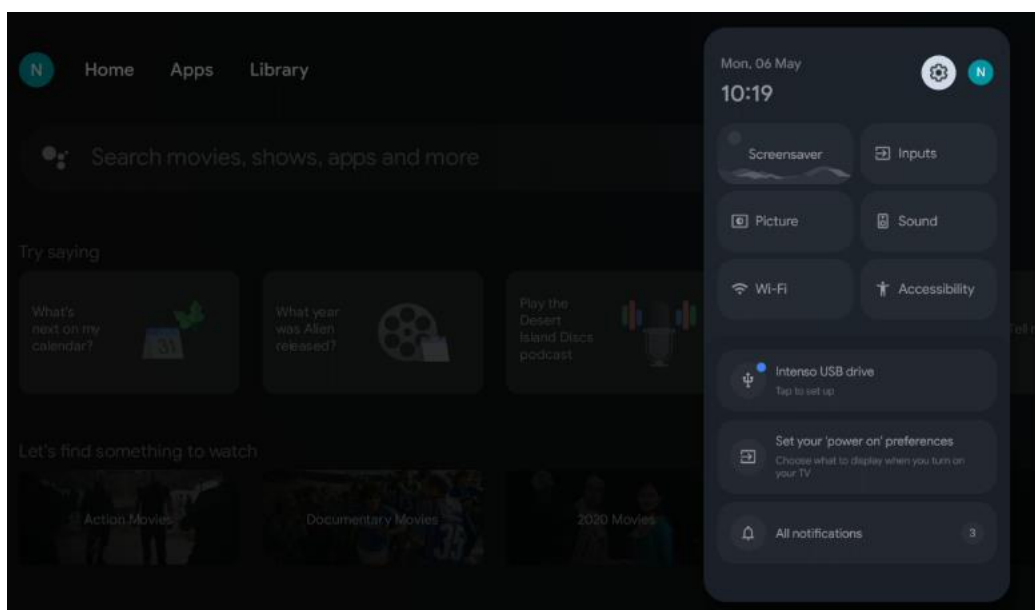 N
Home
Apps
Library
Search movies, shows, apps and more
Try saying
What's
next on my
calendar?
31
What year
was Alien
released?
Play the
Desert
Island Discs
podcast
Tell
Let's find something to watch
Action Movies
Documentary Movies
2020 Movies
Mon, 06 May
10:19
N
Screensaver
Inputs
Picture
Sound
Wi-Fi
Accessibility
Intenso USB drive
Tap to set up
Set your 'power on' preferences
Choose what to display when you turn on
your TV
All notifications
3